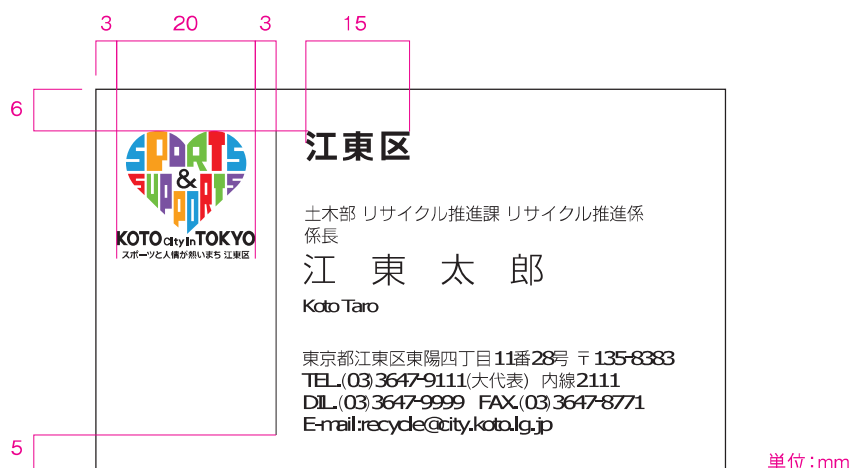 3 20 3 15
6
SPORTS
&
SUPPORTS
KOTO City in TOKYO
スポーツと人情が熱いまち 江東区
江東区
土木部 リサイクル推進課 リサイクル推進係
係長
江 東 太 郎
Koto Taro
東京都江東区東陽四丁目11番28号 〒135-8383
TEL.(03)3647-9111(大代表) 内線2111
DIL.(03)3647-9999 FAX.(03)3647-8771
E-mail:recycle@city.koto.lg.jp
5
単位:mm